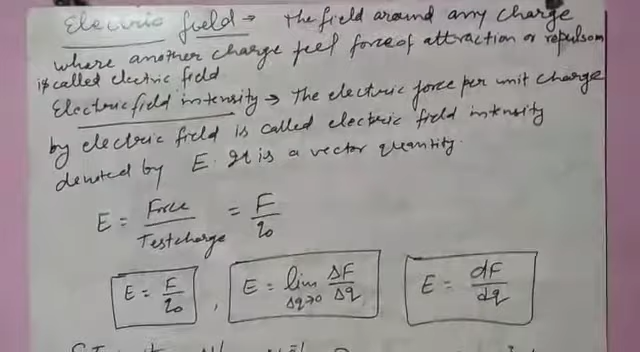 Electric field → The field around any charge
where another charge feel force of attraction or repulsion
is called electric field
Electric field intensity → The electric force per unit charge
by electric field is called electric field intensity
denoted by E. It is a vector quantity.
E = Force / Test charge = F / q₀
E = F / q₀ , E = lim Δq→0 ΔF / Δq E = dF / dq